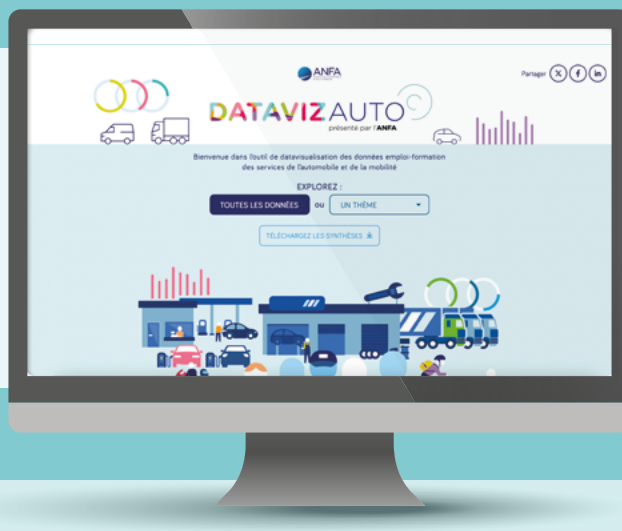 ANFA
Partager
DATAVIZAUTO
présenté par l'ANFA
Bienvenue dans l'outil de datavisualisation des données emploi-formation
des services de l'automobile et de la mobilité
EXPLOREZ :
TOUTES LES DONNÉES ou UN THÈME
TÉLÉCHARGEZ LES SYNTHÈSES